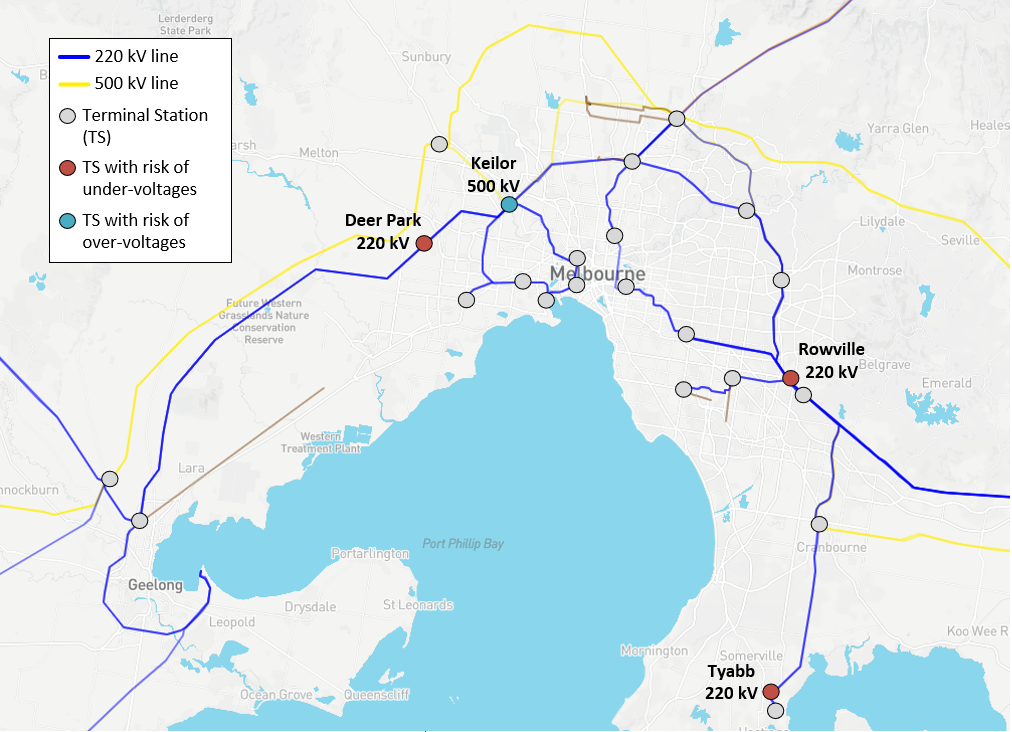 Lerderderg
State Park
Sunbury
220 kV line
500 kV line
Terminal Station
(TS)
TS with risk of
under-voltages
TS with risk of
over-voltages
B
arsh
Melton
Yarra Glen
Heales
Keilor
500 kV
Deer Park
220 kV
Lilydale
Seville
Melbourne
Montrose
Future Western
Grasslands Nature
Conservation
Reserve
Rowville
220 kV
Belgrave
Emerald
Western
Treatment Plant
Lara
nnockburn
Port Phillip Bay
Portarlington
Cranbourne
Geelong
Drysdale
St Leonards
Leopold
Koo Wee R
Mornington
Somerville
Tyabb
220 kV
Ocean Grove
Queenscliff